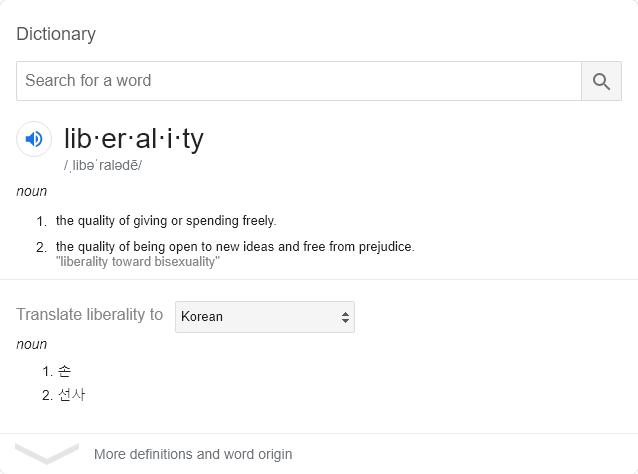 Dictionary
Search for a word
lib·er·al·i·ty
/ˌlibəˈralədē/
noun
1. the quality of giving or spending freely.
2. the quality of being open to new ideas and free from prejudice.
"liberality toward bisexuality"
Translate liberality to Korean
noun
1. 손
2. 선사
More definitions and word origin